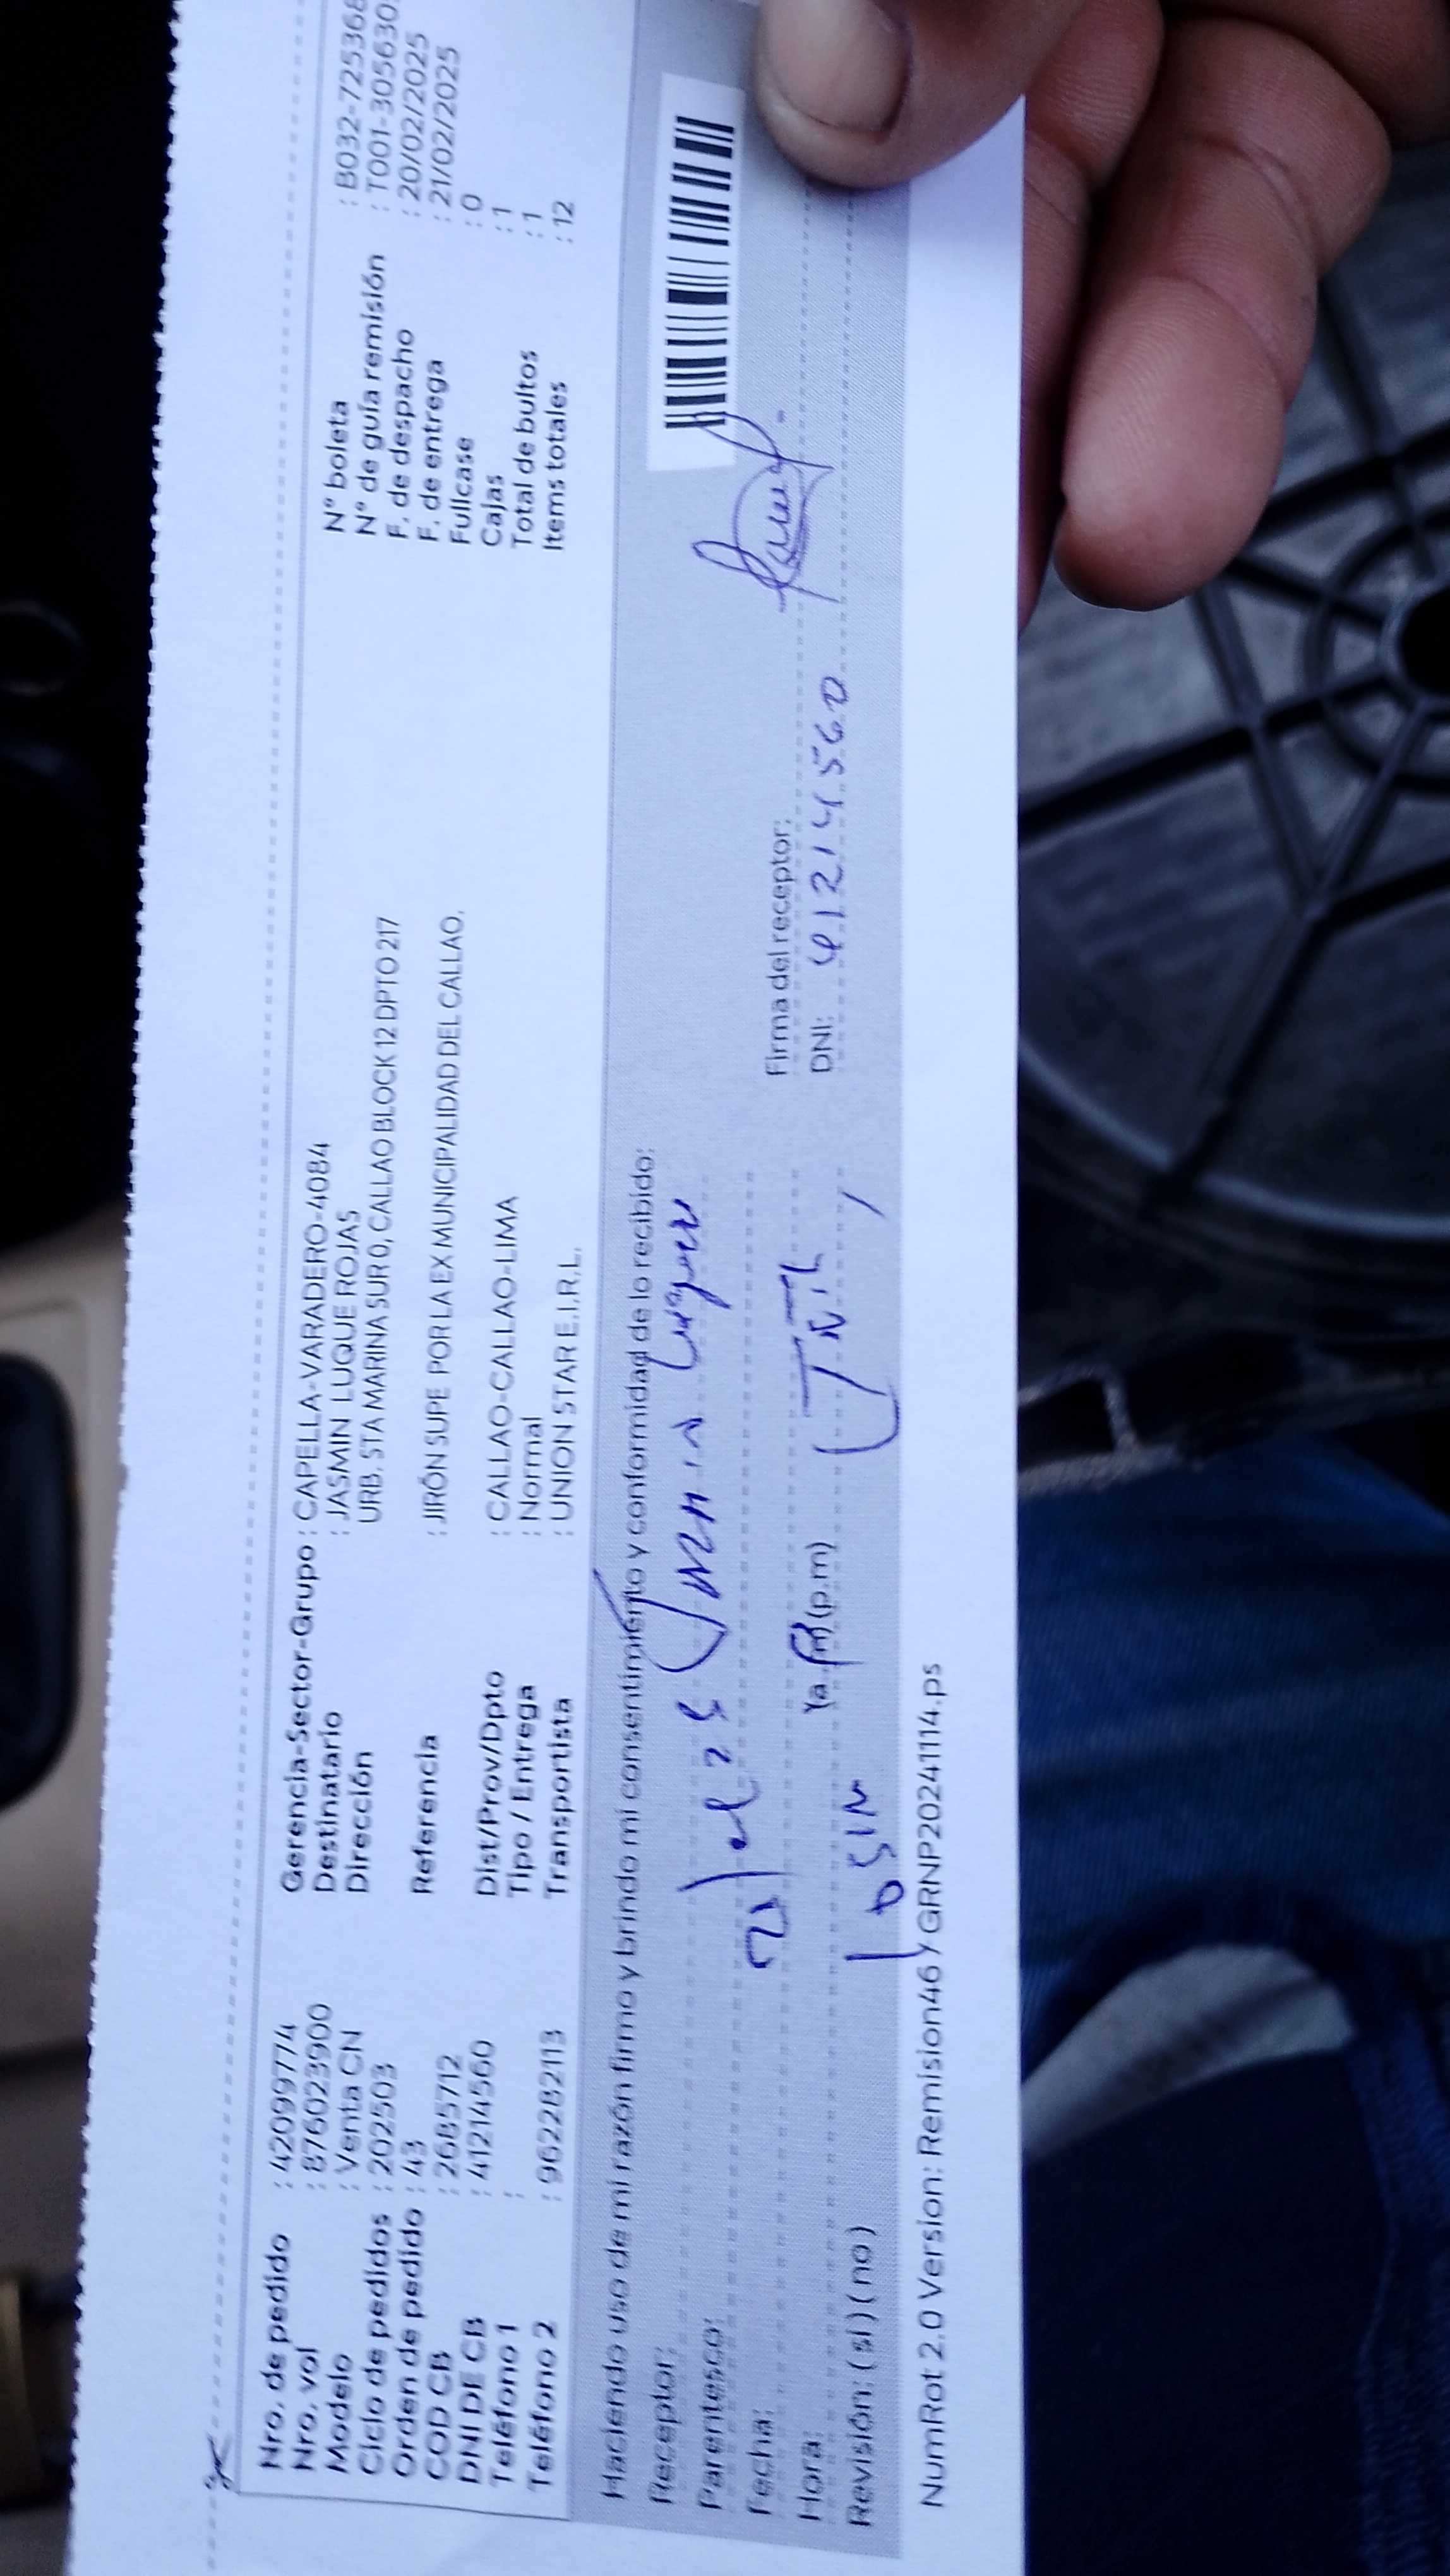 Nro. de pedido : 42099774
Nro. vol : 876023900
Modelo : Venta CN
Ciclo de pedidos : 202503
Orden de pedido : 43
COD CB : 2685712
DNI DE CB : 41214560
Teléfono 1 :
Teléfono 2 : 962282113
Gerencia-Sector-Grupo : CAPELLA-VARADERO-4084
Destinatario : JASMIN LUQUE ROJAS
Dirección URB. STA MARINA SUR 0, CALLAO BLOCK 12 DPTO 217
Referencia : JIRÓN SUPE POR LA EX MUNICIPALIDAD DEL CALLAO.
Dist/Prov/Dpto : CALLAO-CALLAO-LIMA
Tipo / Entrega : Normal
Transportista : UNION STAR E.I.R.L.
N° boleta : B032-725368
N° de guía remisión : T001-305630
F. de despacho : 20/02/2025
F. de entrega : 21/02/2025
Fullcase : 0
Cajas : 1
Total de bultos : 1
Items totales : 12
Haciendo uso de mi razón firmo y brindo mi consentimiento y conformidad de lo recibido:
Receptor:
Parentesco:
Fecha:
Hora: (a.m)(p.m)
Revisión: (si) (no)
Firma del receptor:
DNI: 41214560
NumRot 2.0 Version: Remision46 y GRNP20241114.ps